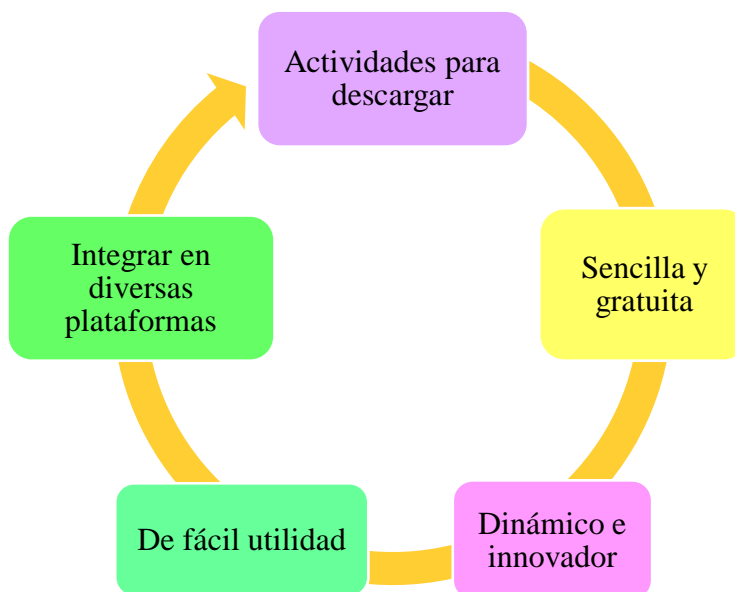 Actividades para
descargar
Sencilla y
gratuita
Dinámico e
innovador
De fácil utilidad
Integrar en
diversas
plataformas